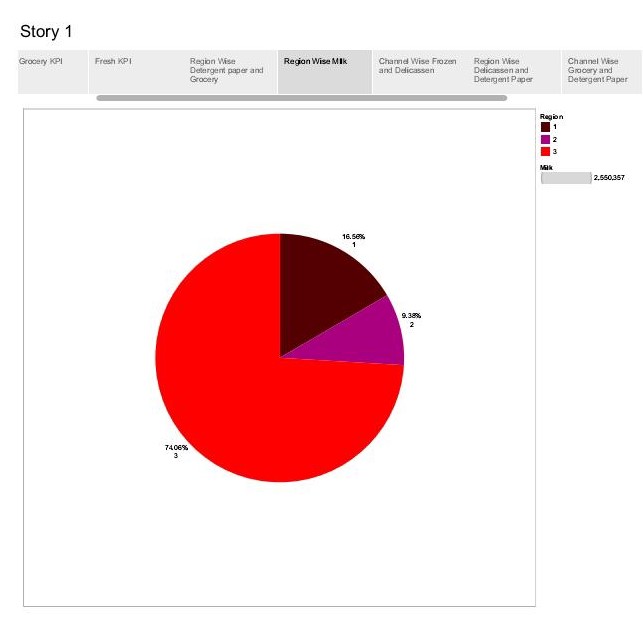 Story 1
Grocery KPI
Fresh KPI
Region Wise
Detergent paper and
Grocery
Region Wise Milk
Channel Wise Frozen
and Delicassen
Region Wise
Delicassen and
Detergent Paper
Channel Wise
Grocery and
Detergent Paper
Region
1
2
3
Milk
2,550,357
16.56%
1
9.38%
2
74.06%
3